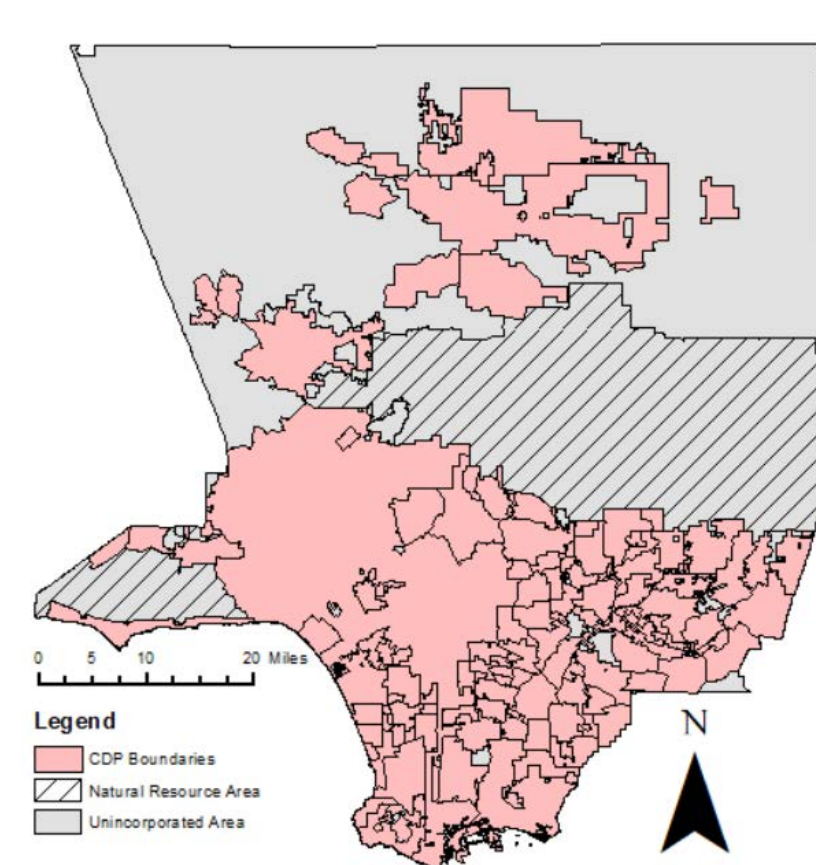 0 5 10 20 Miles
Legend
CDP Boundaries
Natural Resource Area
Unincorporated Area
N